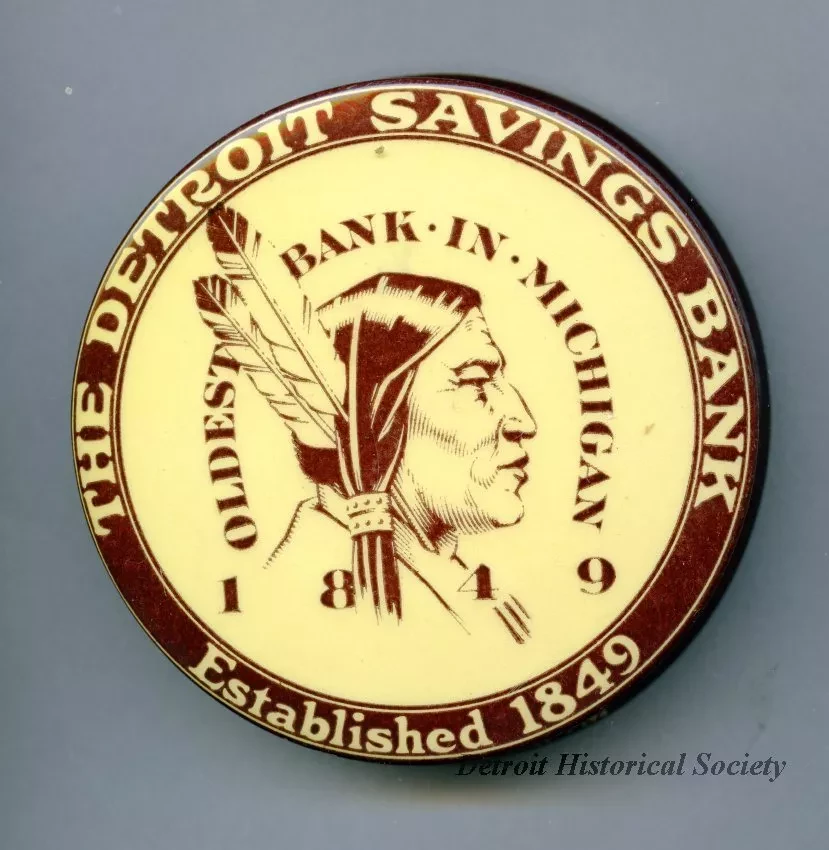 THE DETROIT SAVINGS BANK
OLDEST BANK · IN · MICHIGAN
1 8 4 9
Established 1849
Detroit Historical Society